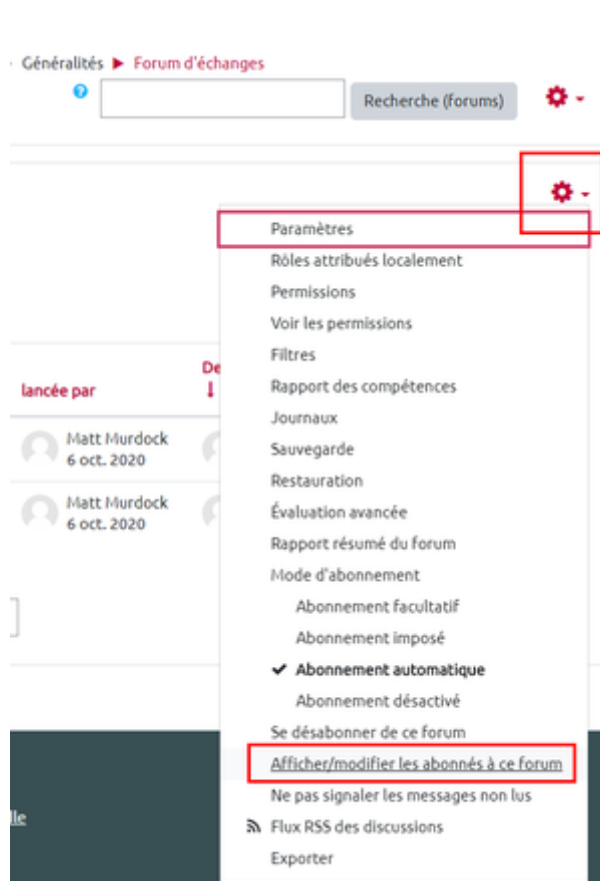 Généralités ▶ Forum d'échanges
Recherche (forums)
Paramètres
Rôles attribués localement
Permissions
Voir les permissions
Filtres
Rapport des compétences
Journaux
Sauvegarde
Restauration
Évaluation avancée
Rapport résumé du forum
Mode d'abonnement
Abonnement facultatif
Abonnement imposé
✔ Abonnement automatique
Abonnement désactivé
Se désabonner de ce forum
Afficher/modifier les abonnés à ce forum
Ne pas signaler les messages non lus
Flux RSS des discussions
Exporter
lancée par
De
Matt Murdock
6 oct. 2020
Matt Murdock
6 oct. 2020
lle